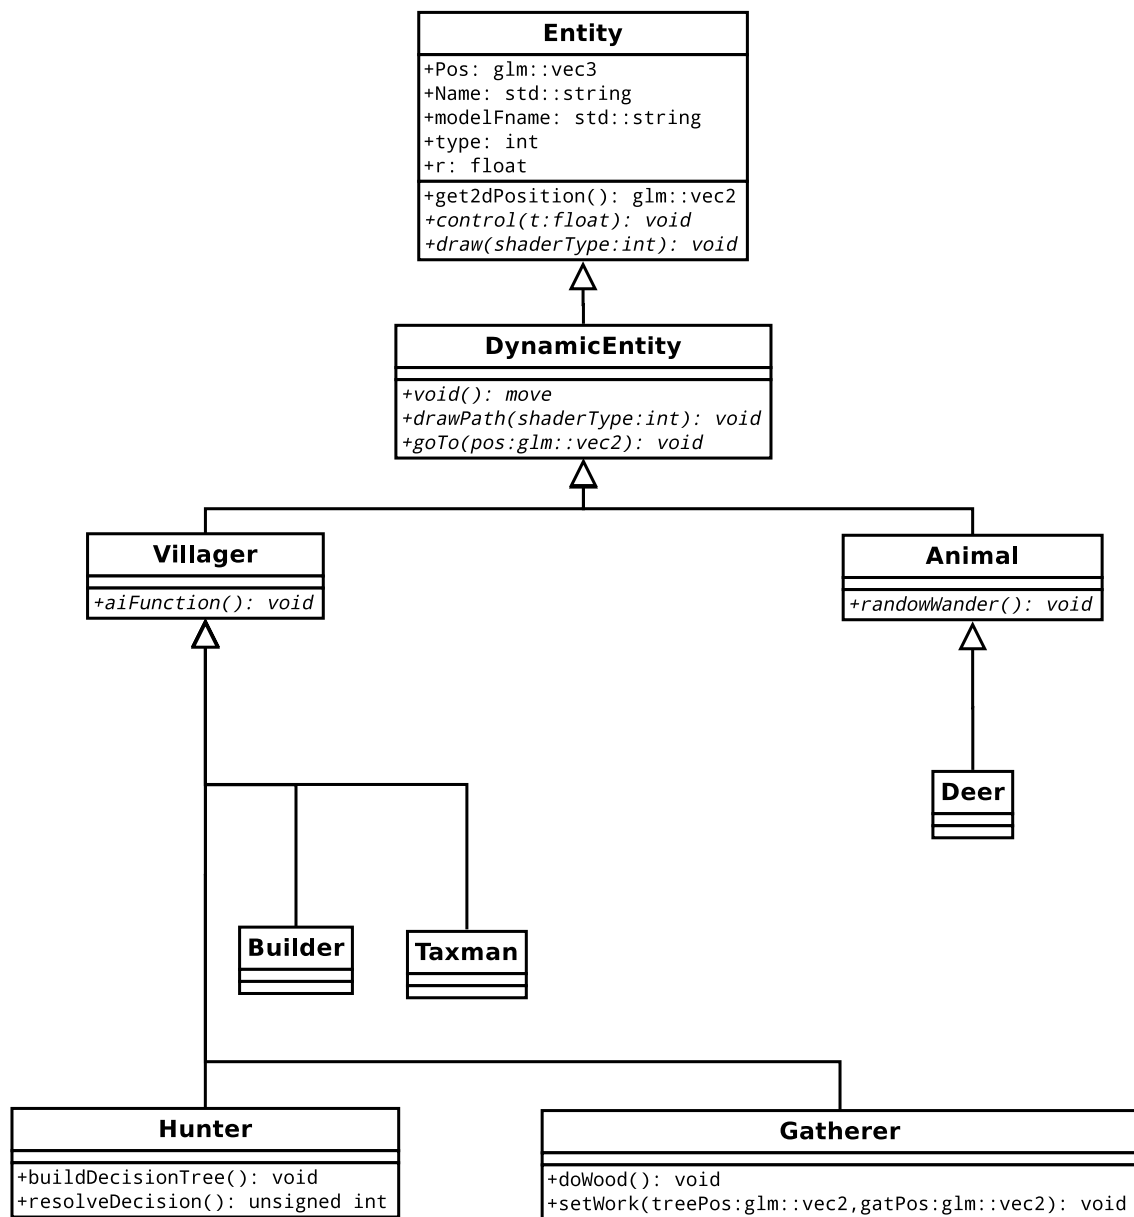 Entity
+Pos: glm::vec3
+Name: std::string
+modelFname: std::string
+type: int
+r: float
+get2dPosition(): glm::vec2
+control(t:float): void
+draw(shaderType:int): void
DynamicEntity
+void(): move
+drawPath(shaderType:int): void
+goTo(pos:glm::vec2): void
Villager
+aiFunction(): void
Animal
+randowWander(): void
Deer
Builder
Taxman
Hunter
+buildDecisionTree(): void
+resolveDecision(): unsigned int
Gatherer
+doWood(): void
+setWork(treePos:glm::vec2,gatPos:glm::vec2): void